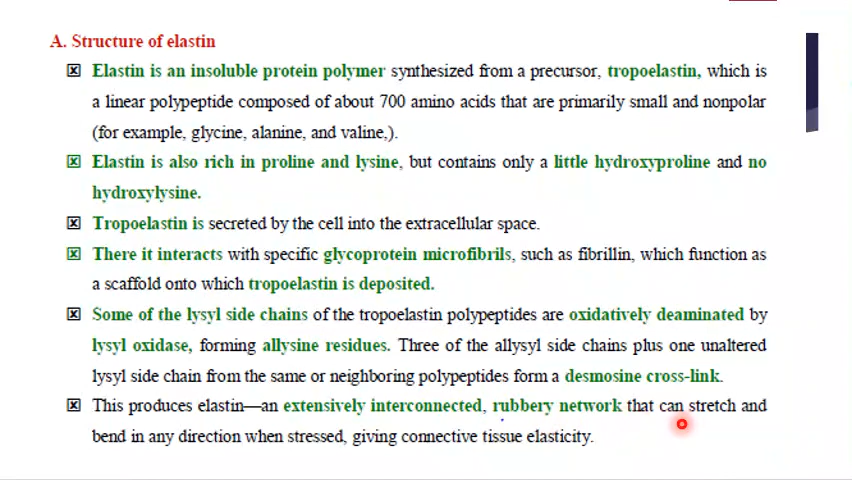 A. Structure of elastin
Elastin is an insoluble protein polymer synthesized from a precursor, tropoelastin, which is
a linear polypeptide composed of about 700 amino acids that are primarily small and nonpolar
(for example, glycine, alanine, and valine,).
Elastin is also rich in proline and lysine, but contains only a little hydroxyproline and no
hydroxylysine.
Tropoelastin is secreted by the cell into the extracellular space.
There it interacts with specific glycoprotein microfibrils, such as fibrillin, which function as
a scaffold onto which tropoelastin is deposited.
Some of the lysyl side chains of the tropoelastin polypeptides are oxidatively deaminated by
lysyl oxidase, forming allysine residues. Three of the allysyl side chains plus one unaltered
lysyl side chain from the same or neighboring polypeptides form a desmosine cross-link.
This produces elastin—an extensively interconnected, rubbery network that can stretch and
bend in any direction when stressed, giving connective tissue elasticity.